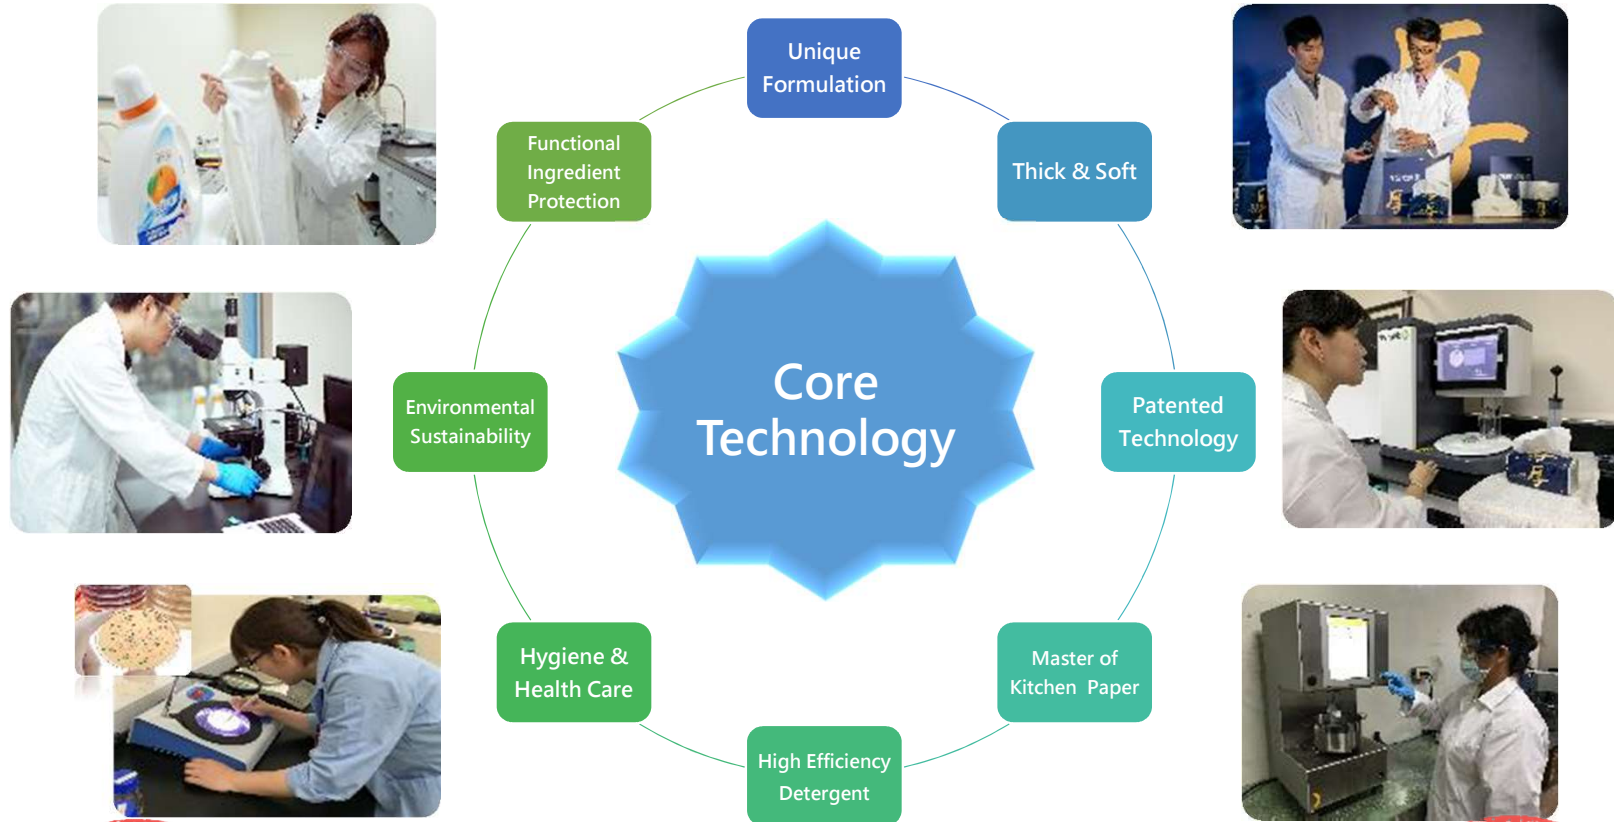 Unique
Formulation
Thick & Soft
Patented
Technology
Master of
Kitchen Paper
High Efficiency
Detergent
Hygiene &
Health Care
Environmental
Sustainability
Functional
Ingredient
Protection
Core
Technology
厚